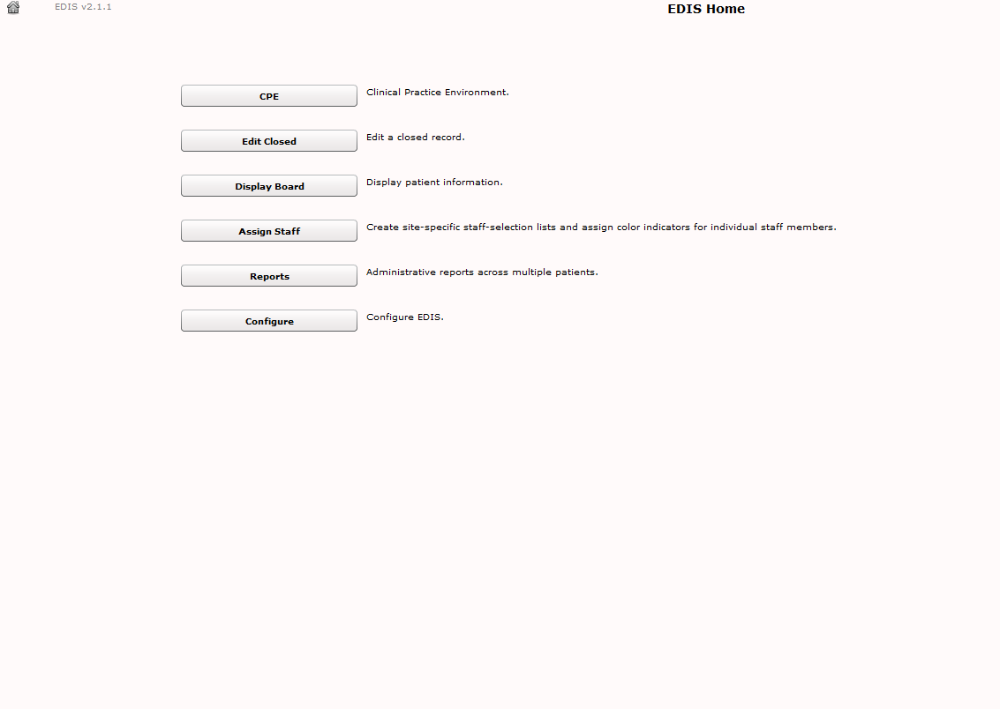 EDIS v2.1.1
EDIS Home
CPE
Clinical Practice Environment.
Edit Closed
Edit a closed record.
Display Board
Display patient information.
Assign Staff
Create site-specific staff-selection lists and assign color indicators for individual staff members.
Reports
Administrative reports across multiple patients.
Configure
Configure EDIS.